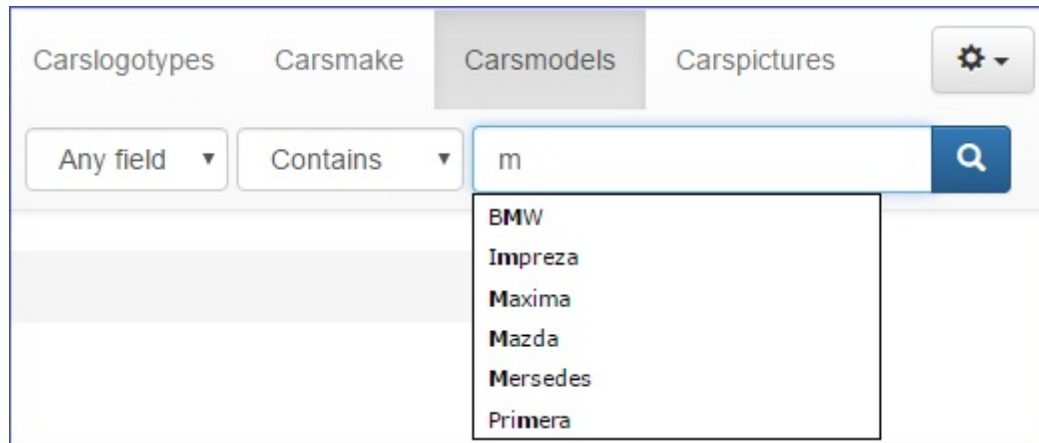 Carslogotypes Carsmake Carsmodels Carspictures
Any field Contains m
BMW
Impreza
Maxima
Mazda
Mersedes
Primera